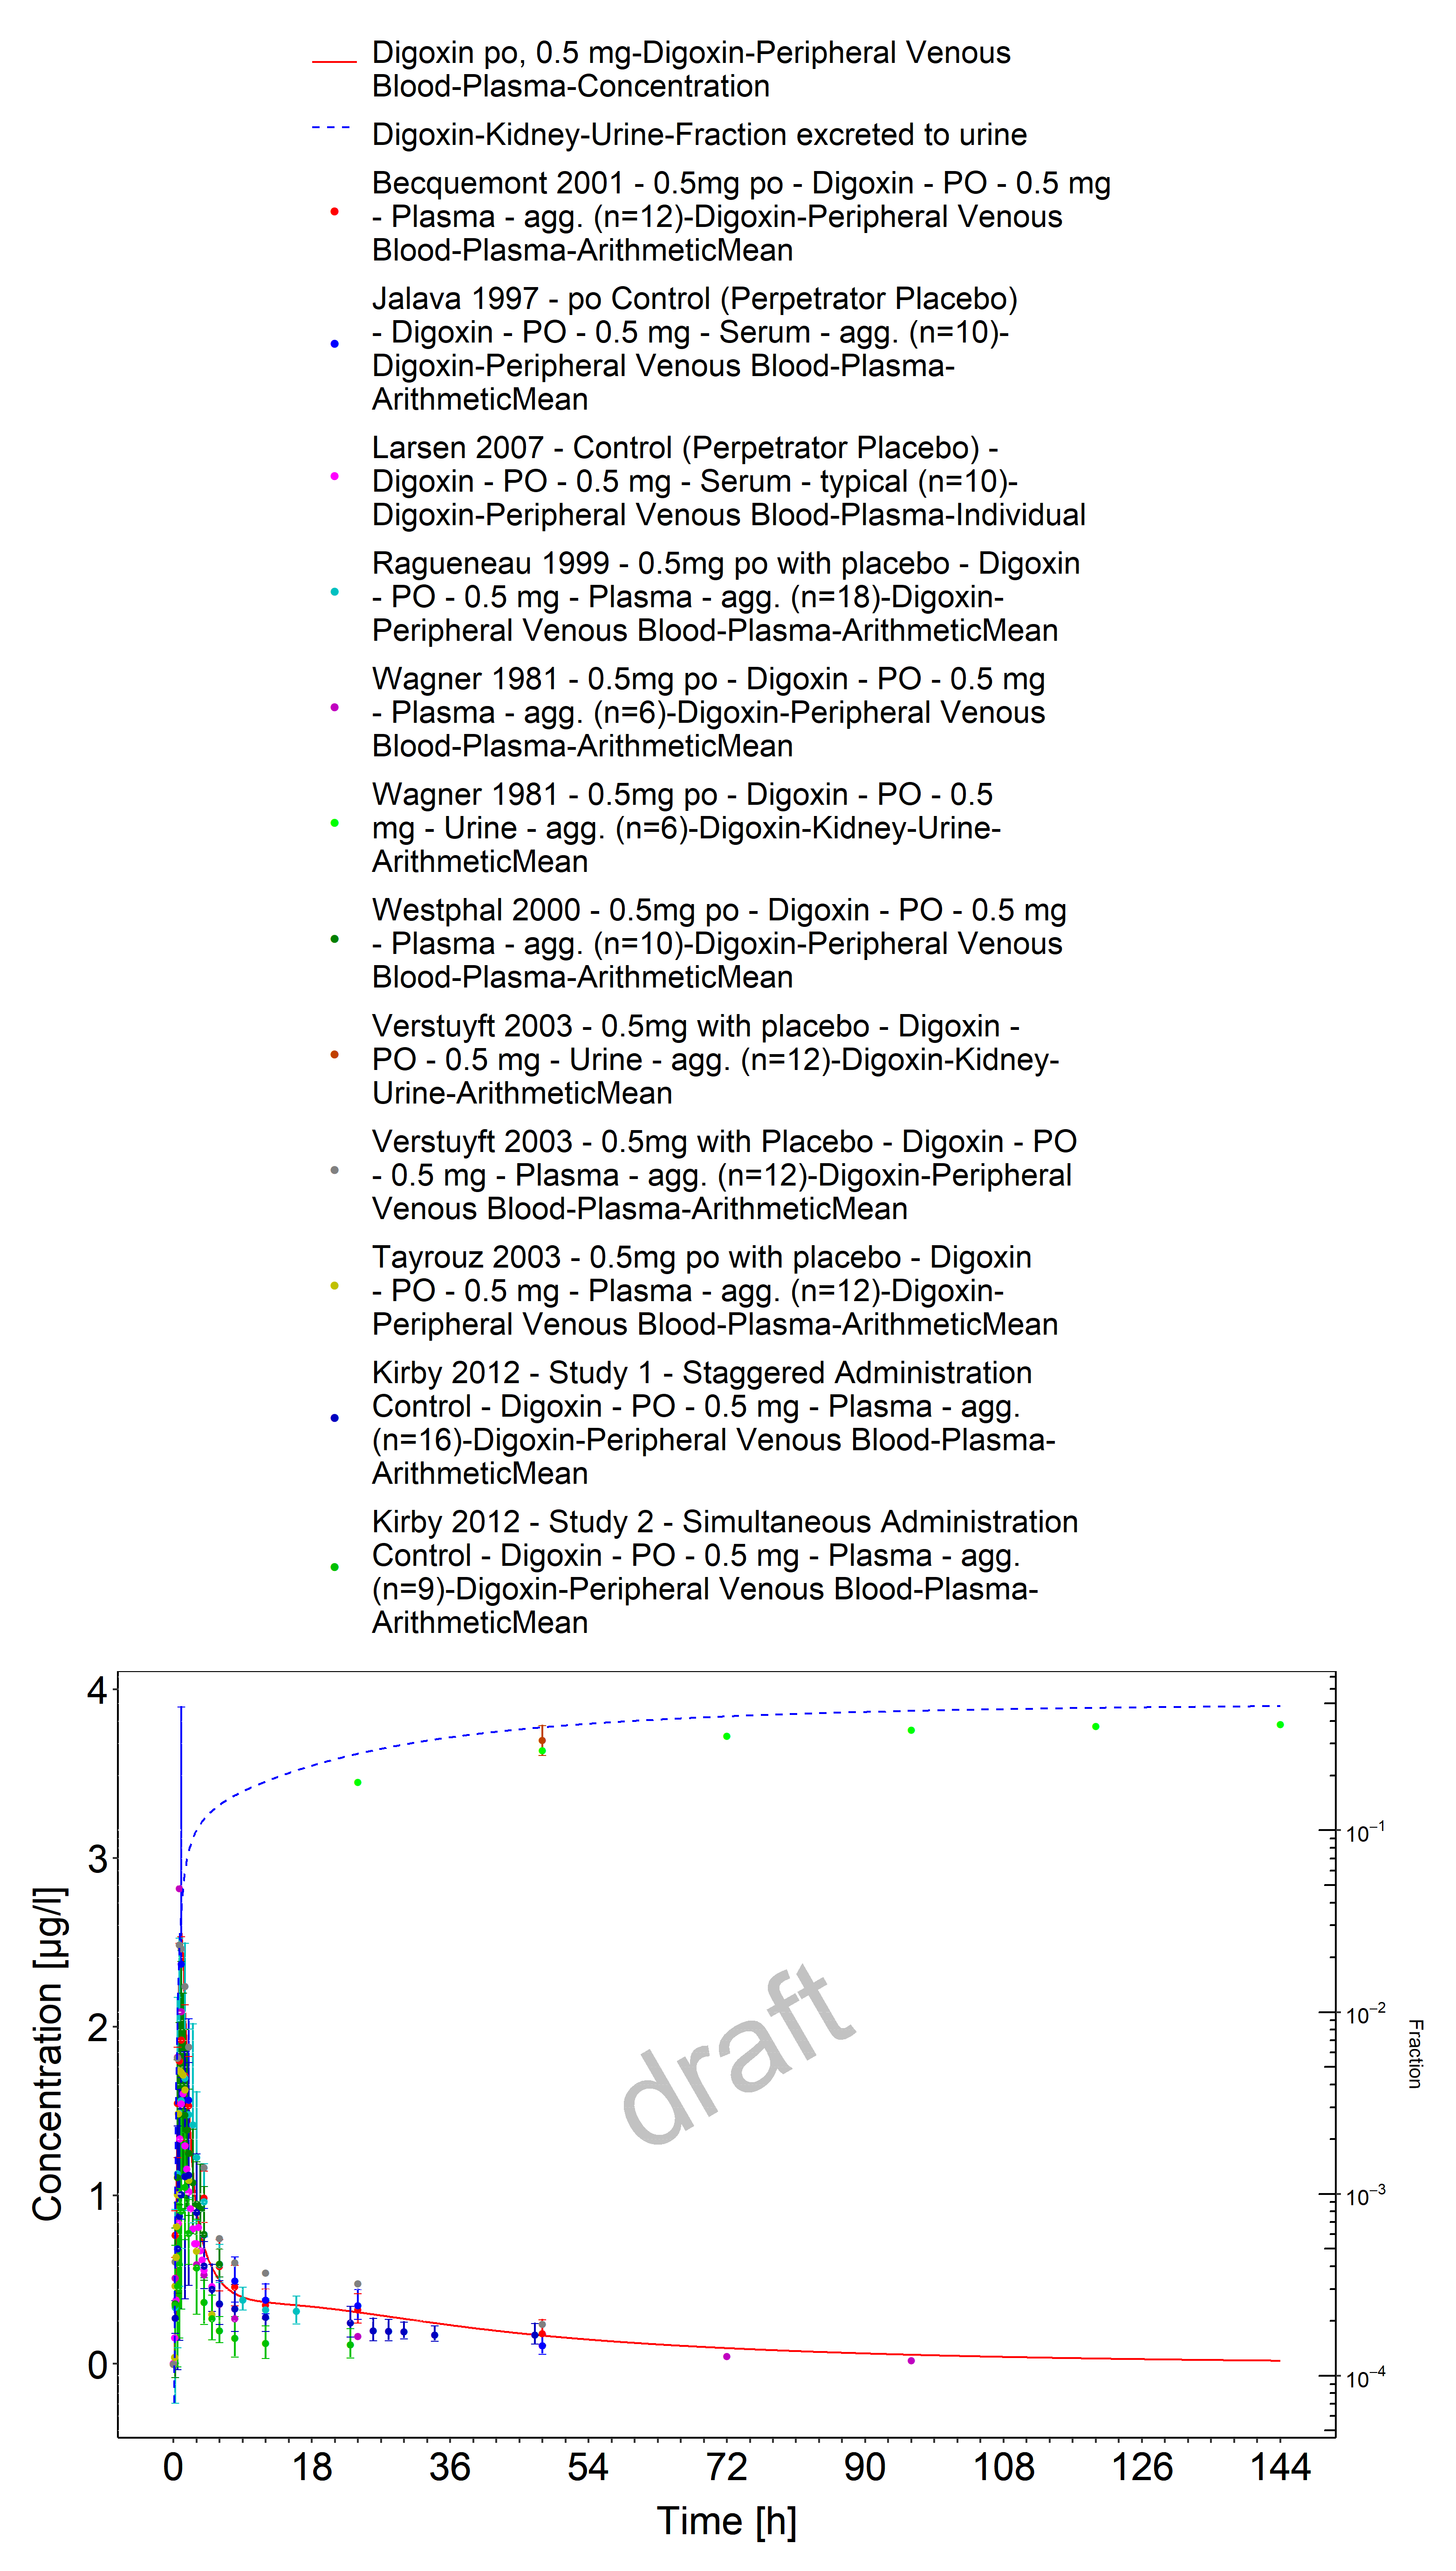 Digoxin po, 0.5 mg-Digoxin-Peripheral Venous
Blood-Plasma-Concentration
Digoxin-Kidney-Urine-Fraction excreted to urine
Becquemont 2001 - 0.5mg po - Digoxin - PO - 0.5 mg
- Plasma - agg. (n=12)-Digoxin-Peripheral Venous
Blood-Plasma-ArithmeticMean
Jalava 1997 - po Control (Perpetrator Placebo)
- Digoxin - PO - 0.5 mg - Serum - agg. (n=10)-
Digoxin-Peripheral Venous Blood-Plasma-
ArithmeticMean
Larsen 2007 - Control (Perpetrator Placebo) -
Digoxin - PO - 0.5 mg - Serum - typical (n=10)-
Digoxin-Peripheral Venous Blood-Plasma-Individual
Ragueneau 1999 - 0.5mg po with placebo - Digoxin
- PO - 0.5 mg - Plasma - agg. (n=18)-Digoxin-
Peripheral Venous Blood-Plasma-ArithmeticMean
Wagner 1981 - 0.5mg po - Digoxin - PO - 0.5 mg
- Plasma - agg. (n=6)-Digoxin-Peripheral Venous
Blood-Plasma-ArithmeticMean
Wagner 1981 - 0.5mg po - Digoxin - PO - 0.5
mg - Urine - agg. (n=6)-Digoxin-Kidney-Urine-
ArithmeticMean
Westphal 2000 - 0.5mg po - Digoxin - PO - 0.5 mg
- Plasma - agg. (n=10)-Digoxin-Peripheral Venous
Blood-Plasma-ArithmeticMean
Verstuyft 2003 - 0.5mg with placebo - Digoxin -
PO - 0.5 mg - Urine - agg. (n=12)-Digoxin-Kidney-
Urine-ArithmeticMean
Verstuyft 2003 - 0.5mg with Placebo - Digoxin - PO
- 0.5 mg - Plasma - agg. (n=12)-Digoxin-Peripheral
Venous Blood-Plasma-ArithmeticMean
Tayrouz 2003 - 0.5mg po with placebo - Digoxin
- PO - 0.5 mg - Plasma - agg. (n=12)-Digoxin-
Peripheral Venous Blood-Plasma-ArithmeticMean
Kirby 2012 - Study 1 - Staggered Administration
Control - Digoxin - PO - 0.5 mg - Plasma - agg.
(n=16)-Digoxin-Peripheral Venous Blood-Plasma-
ArithmeticMean
Kirby 2012 - Study 2 - Simultaneous Administration
Control - Digoxin - PO - 0.5 mg - Plasma - agg.
(n=9)-Digoxin-Peripheral Venous Blood-Plasma-
ArithmeticMean
4
3
2
1
0
Concentration [µg/l]
draft
10⁻¹
10⁻²
10⁻³
10⁻⁴
Fraction
0 18 36 54 72 90 108 126 144
Time [h]